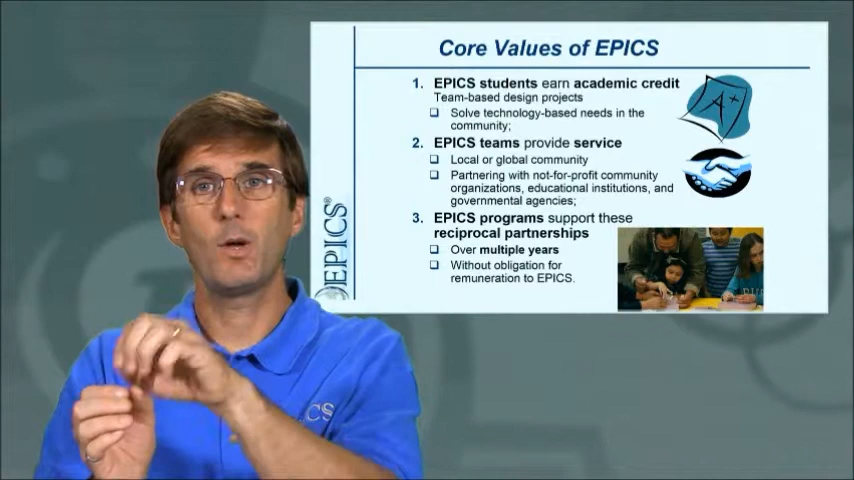 Core Values of EPICS
1. EPICS students earn academic credit
Team-based design projects
❑ Solve technology-based needs in the
community;
2. EPICS teams provide service
❑ Local or global community
❑ Partnering with not-for-profit community
organizations, educational institutions, and
governmental agencies;
3. EPICS programs support these
reciprocal partnerships
❑ Over multiple years
❑ Without obligation for
remuneration to EPICS.
A+
EPICS®
CS